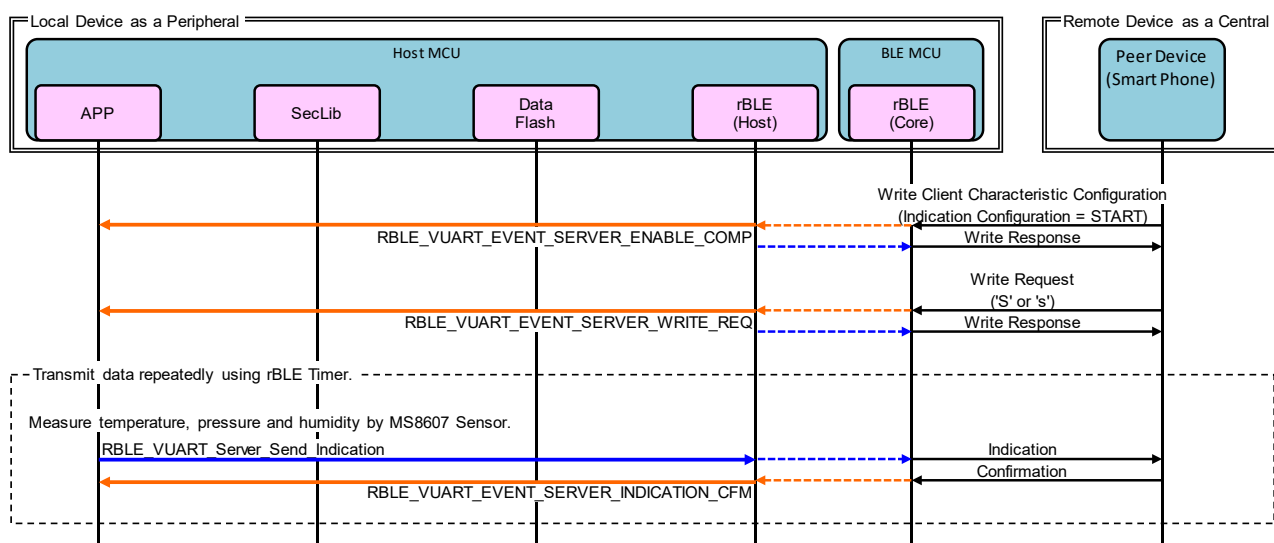 Local Device as a Peripheral
Remote Device as a Central
Host MCU
BLE MCU
Peer Device
(Smart Phone)
APP
SecLib
Data
Flash
rBLE
(Host)
rBLE
(Core)
Write Client Characteristic Configuration
(Indication Configuration = START)
RBLE_VUART_EVENT_SERVER_ENABLE_COMP
Write Response
Write Request
('S' or 's')
RBLE_VUART_EVENT_SERVER_WRITE_REQ
Write Response
Transmit data repeatedly using rBLE Timer.
Measure temperature, pressure and humidity by MS8607 Sensor.
RBLE_VUART_Server_Send_Indication
Indication
Confirmation
RBLE_VUART_EVENT_SERVER_INDICATION_CFM